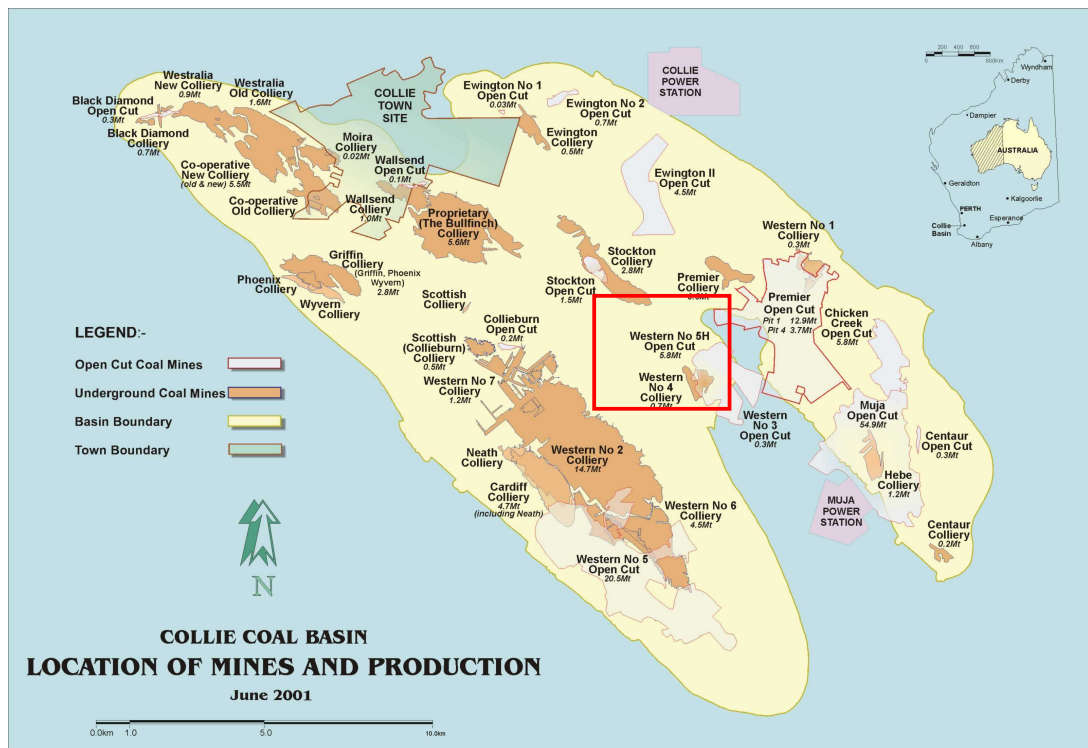 200 400 600
0 800Km
Wyndham
Derby
Dampier
AUSTRALIA
Geraldton
Kalgoorlie
PERTH
Esperance
Collie
Basin
Albany
COLLIE
POWER
STATION
Westralia
New Colliery
0.9Mt
Westralia
Old Colliery
1.6Mt
COLLIE
TOWN
SITE
Ewington No 1
Open Cut
0.03Mt
Ewington No 2
Open Cut
0.7Mt
Ewington
Colliery
0.5Mt
Black Diamond
Open Cut
0.3Mt
Black Diamond
Colliery
0.7Mt
Moira
Colliery
0.02Mt
Wallsend
Open Cut
0.1Mt
Ewington II
Open Cut
4.5Mt
Co-operative
New Colliery
(old & new) 5.5Mt
Co-operative
Old Colliery
Wallsend
Colliery
1.0Mt
Proprietary
(The Bullfinch)
Colliery
5.6Mt
Western No 1
Colliery
0.3Mt
Griffin
Colliery
(Griffin, Phoenix
Wyvern)
2.8Mt
Phoenix
Colliery
Wyvern
Colliery
Stockton
Colliery
2.8Mt
Stockton
Open Cut
1.5Mt
Premier
Colliery
Premier
Open Cut
Pit 1 12.9Mt
Pit 4 3.7Mt
Chicken
Creek
Open Cut
5.8Mt
Scottish
Colliery
Collieburn
Open Cut
0.2Mt
Scottish
(Collieburn)
Colliery
0.5Mt
Western No 7
1.2Mt
Western No 5H
Open Cut
5.8Mt
Western
No 4
Colliery
0.7Mt
Western
No 3
Open Cut
0.3Mt
Muja
Open Cut
54.9Mt
Centaur
Open Cut
0.3Mt
Hebe
Colliery
1.2Mt
MUJA
POWER
STATION
Centaur
Colliery
0.2Mt
Neath
Colliery
Western No 2
Colliery
14.7Mt
Cardiff
Colliery
4.7Mt
(including Neath)
Western No 6
Colliery
4.5Mt
Western No 5
Open Cut
20.5Mt
LEGEND:-
Open Cut Coal Mines
Underground Coal Mines
Basin Boundary
Town Boundary
N
COLLIE COAL BASIN
LOCATION OF MINES AND PRODUCTION
June 2001
0.0km 1.0 5.0 10.0km